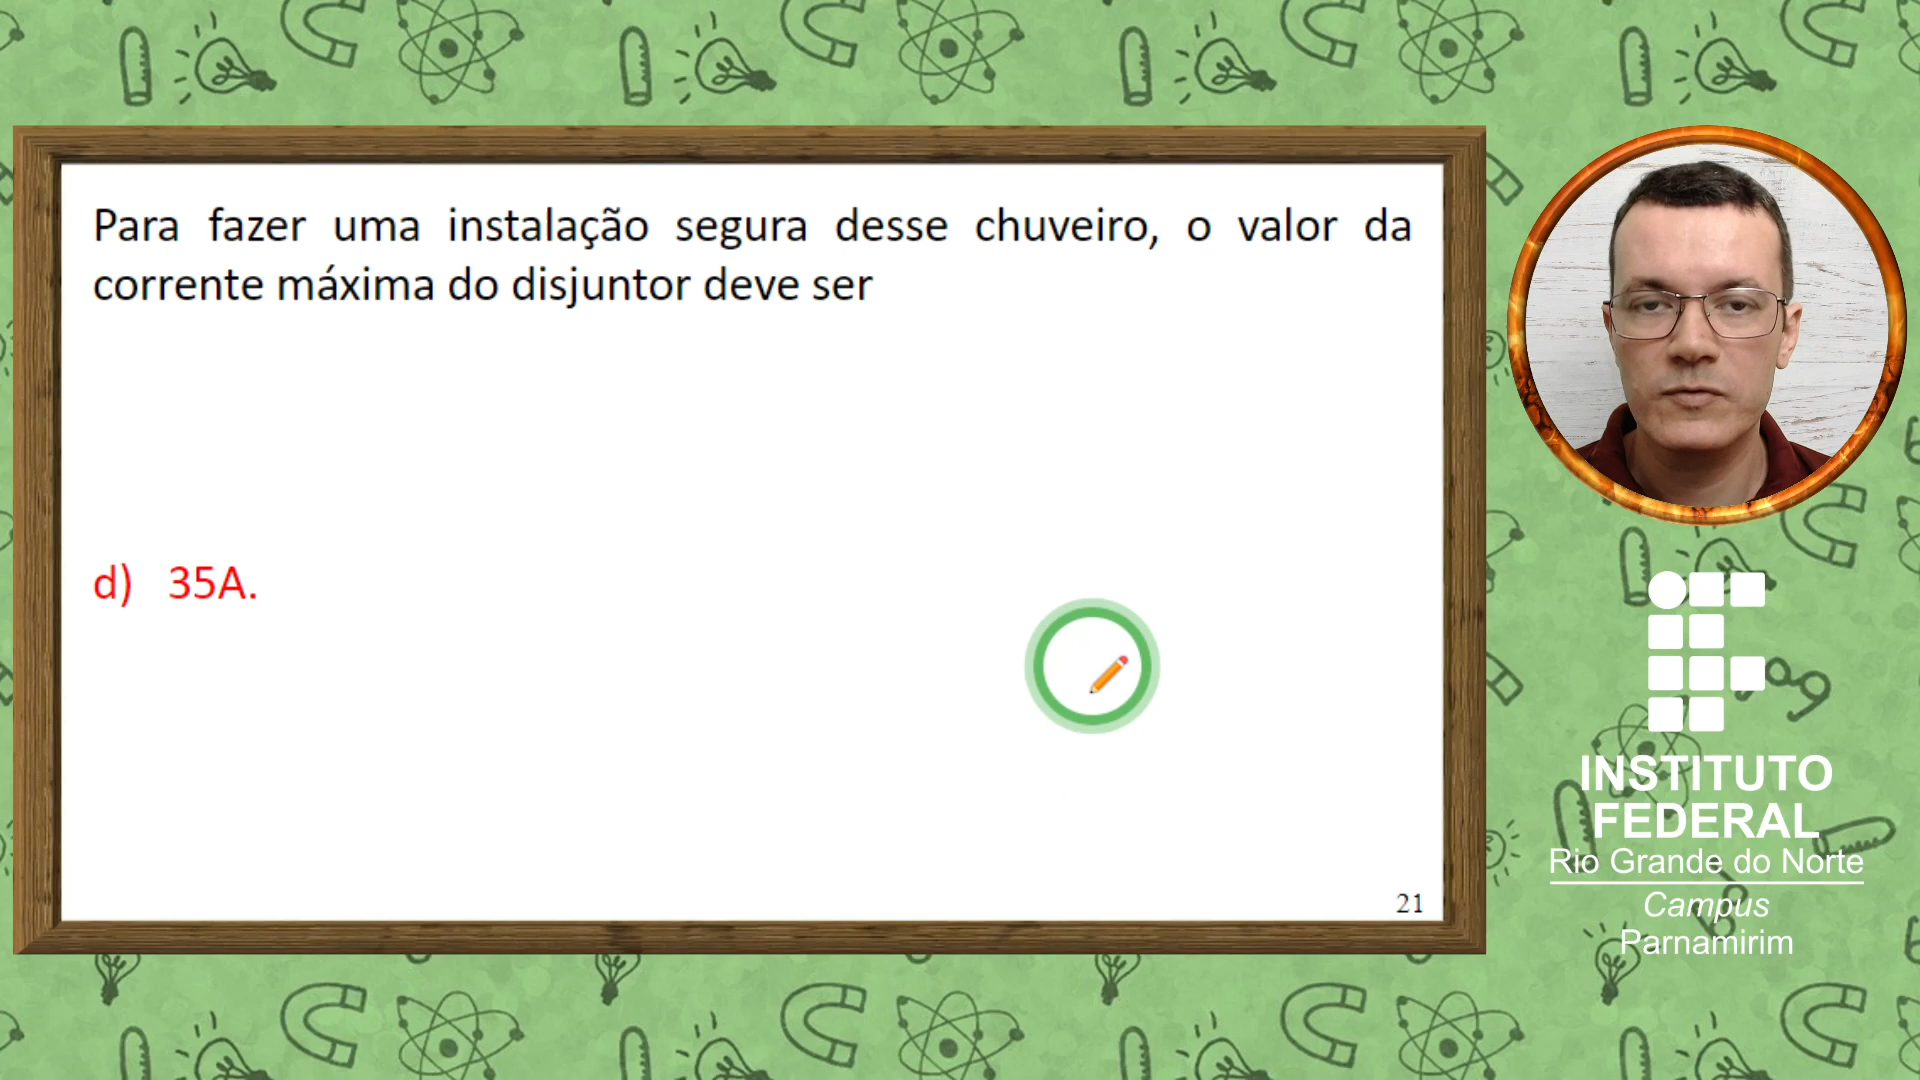 Para fazer uma instalação segura desse chuveiro, o valor da
corrente máxima do disjuntor deve ser
d) 35A.
21
INSTITUTO
FEDERAL
Rio Grande do Norte
Campus
Parnamirim